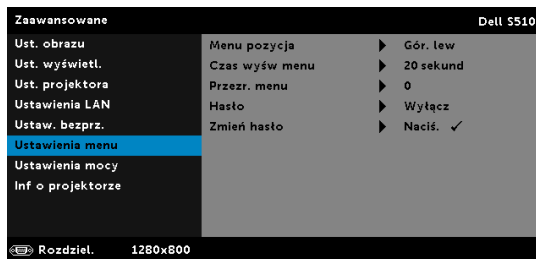 Zaawansowane Dell S510
Ust. obrazu
Ust. wyświetl.
Ust. projektora
Ustawienia LAN
Ustaw. bezprz.
Ustawienia menu
Ustawienia mocy
Inf o projektorze
Menu pozycja Gór. lew
Czas wyśw menu 20 sekund
Przezr. menu 0
Hasło Wyłącz
Zmień hasło Naciś. ✓
Rozdziel. 1280x800